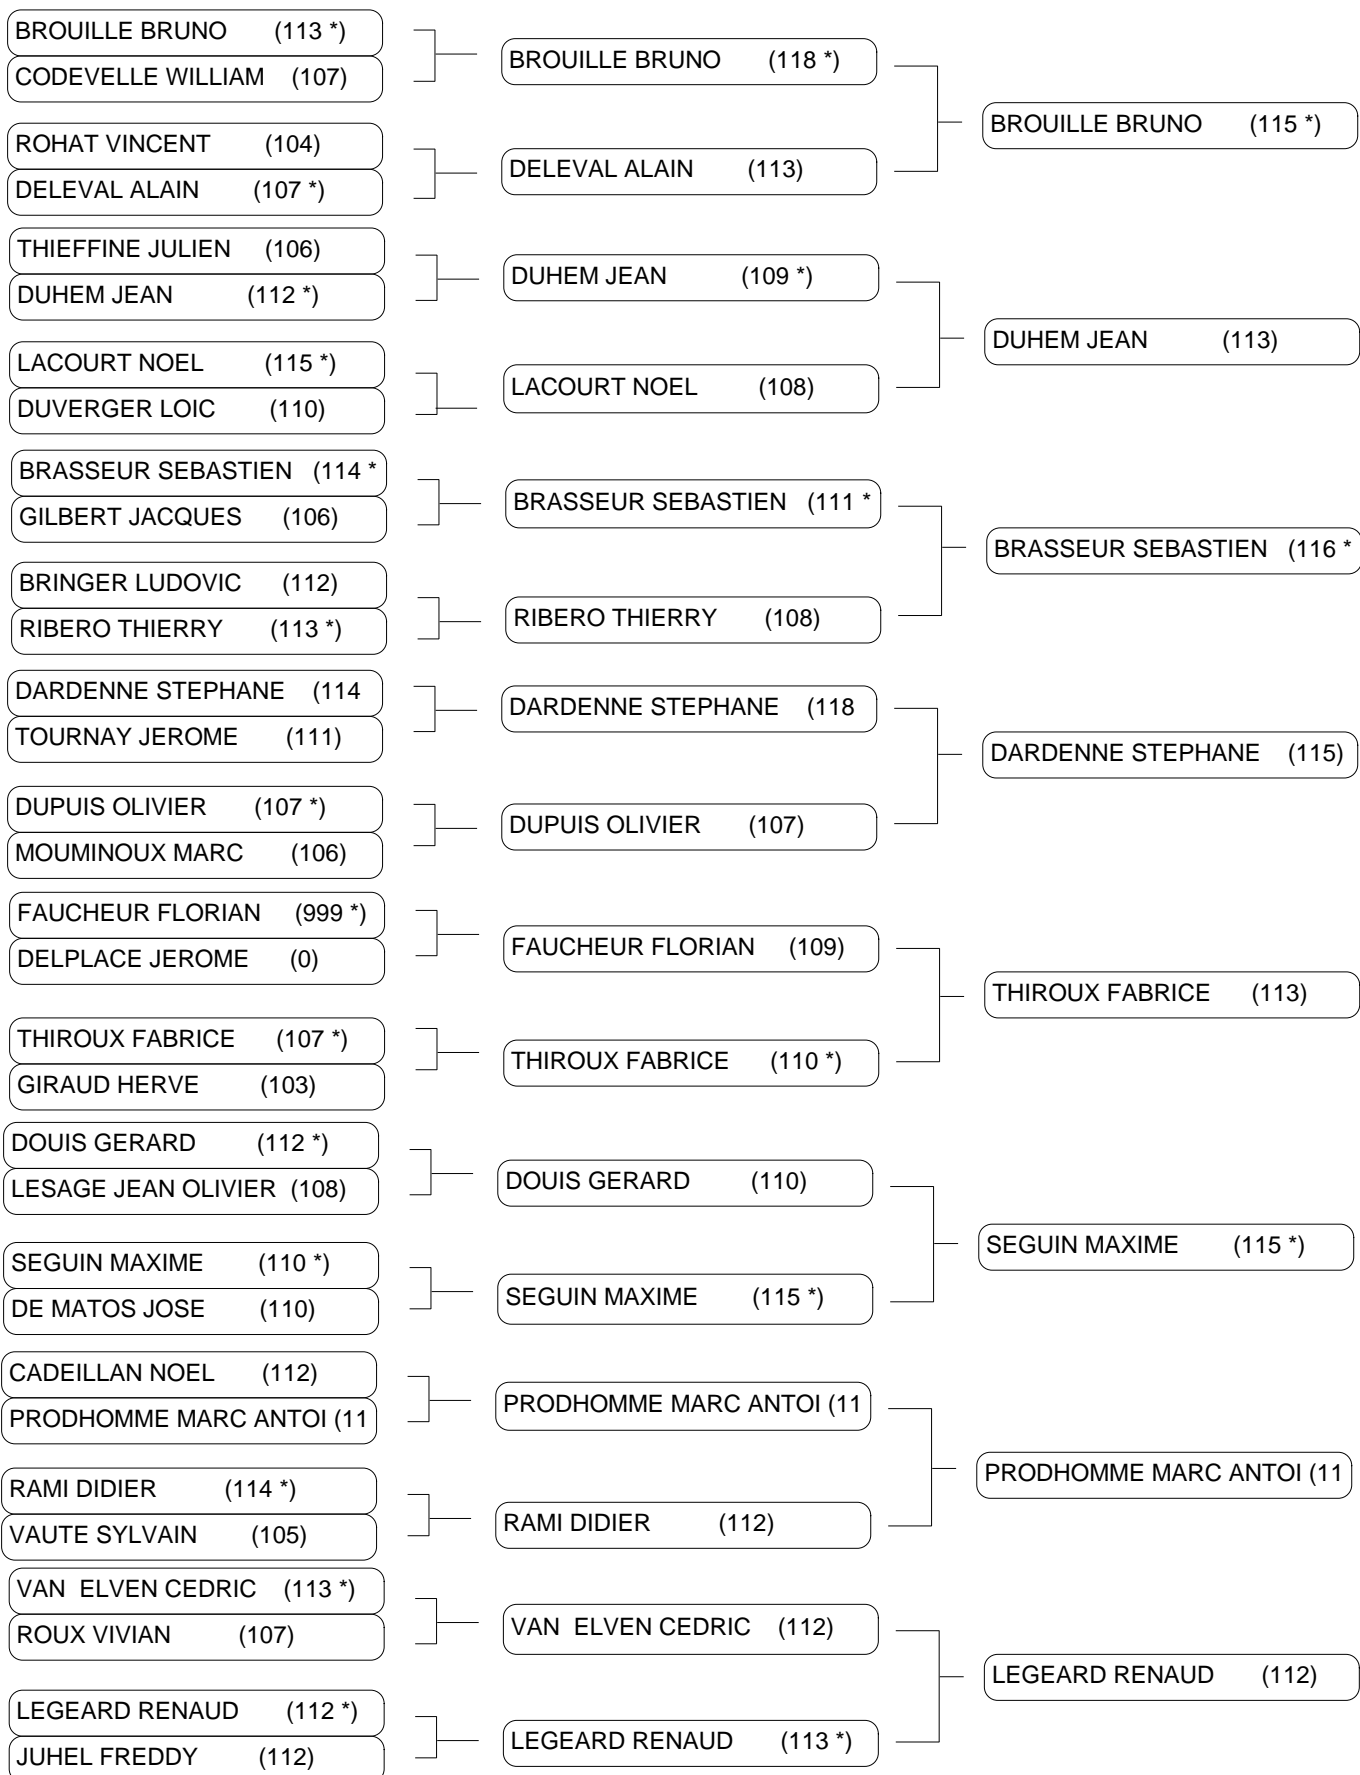 BROUILLE BRUNO (113 *)
CODEVELLE WILLIAM (107)
ROHAT VINCENT (104)
DELEVAL ALAIN (107 *)
THIEFFINE JULIEN (106)
DUHEM JEAN (112 *)
LACOURT NOEL (115 *)
DUVERGER LOIC (110)
BRASSEUR SEBASTIEN (114 *
GILBERT JACQUES (106)
BRINGER LUDOVIC (112)
RIBERO THIERRY (113 *)
DARDENNE STEPHANE (114
TOURNAY JEROME (111)
DUPUIS OLIVIER (107 *)
MOUMINOUX MARC (106)
FAUCHEUR FLORIAN (999 *)
DELPLACE JEROME (0)
THIROUX FABRICE (107 *)
GIRAUD HERVE (103)
DOUIS GERARD (112 *)
LESAGE JEAN OLIVIER (108)
SEGUIN MAXIME (110 *)
DE MATOS JOSE (110)
CADEILLAN NOEL (112)
PRODHOMME MARC ANTOI (11
RAMI DIDIER (114 *)
VAUTE SYLVAIN (105)
VAN ELVEN CEDRIC (113 *)
ROUX VIVIAN (107)
LEGEARD RENAUD (112 *)
JUHEL FREDDY (112)
BROUILLE BRUNO (118 *)
DELEVAL ALAIN (113)
DUHEM JEAN (109 *)
LACOURT NOEL (108)
BRASSEUR SEBASTIEN (111 *
RIBERO THIERRY (108)
DARDENNE STEPHANE (118
DUPUIS OLIVIER (107)
FAUCHEUR FLORIAN (109)
THIROUX FABRICE (110 *)
DOUIS GERARD (110)
SEGUIN MAXIME (115 *)
PRODHOMME MARC ANTOI (11
RAMI DIDIER (112)
VAN ELVEN CEDRIC (112)
LEGEARD RENAUD (113 *)
BROUILLE BRUNO (115 *)
DUHEM JEAN (113)
BRASSEUR SEBASTIEN (116 *
DARDENNE STEPHANE (115)
THIROUX FABRICE (113)
SEGUIN MAXIME (115 *)
PRODHOMME MARC ANTOI (11
LEGEARD RENAUD (112)